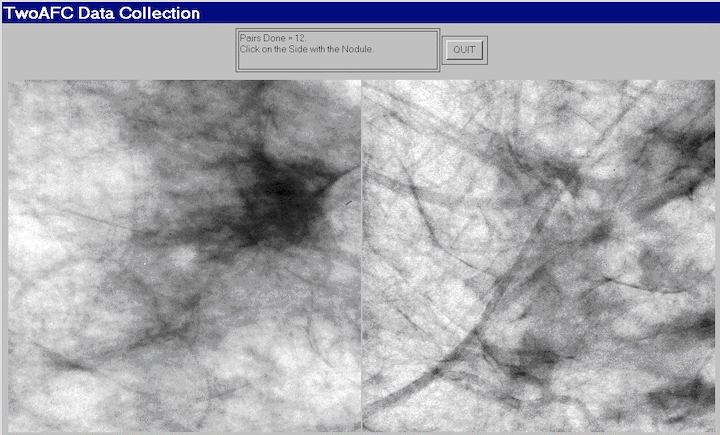 TwoAFC Data Collection
Pairs Done = 12.
Click on the Side with the Nodule.
QUIT